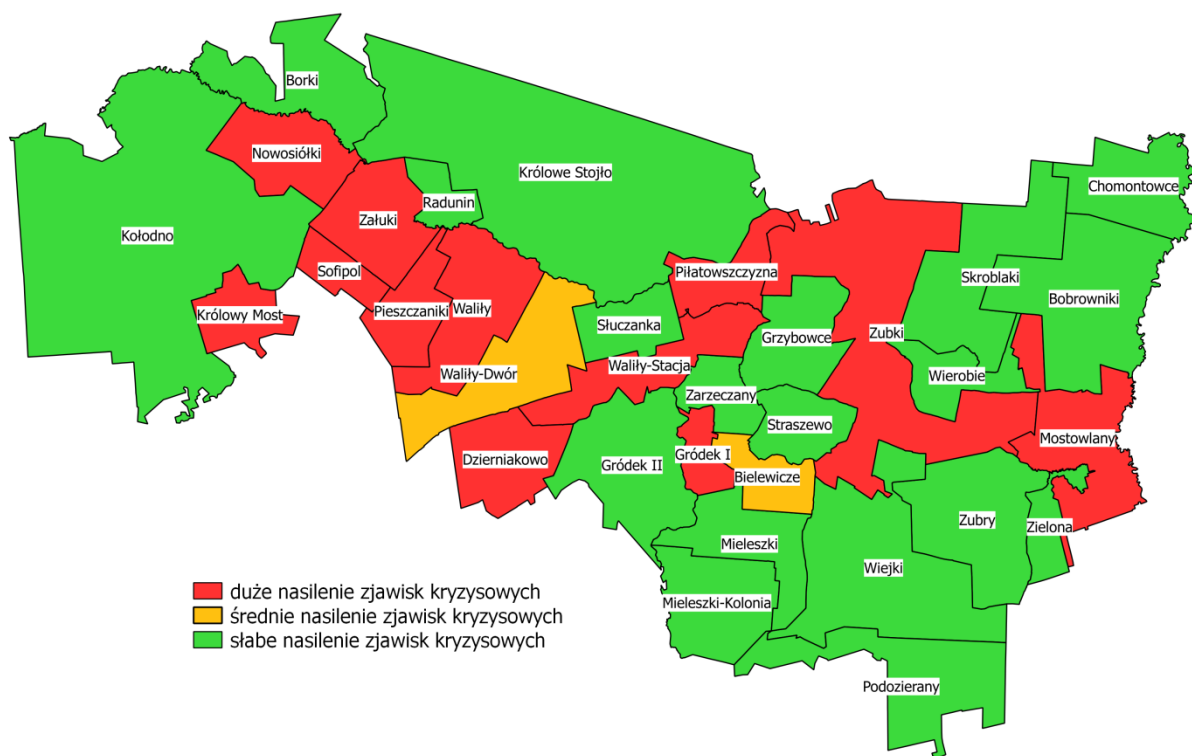 Borki
Nowosiółki
Królowe Stojło
Chomontowce
Radunin
Załuki
Kołodno
Sofipol
Piłatowszczyzna
Skroblaki
Bobrowniki
Królowy Most
Pieszczaniki
Waliły
Słuczanka
Zubki
Grzybowce
Waliły-Stacja
Waliły-Dwór
Wierobie
Zarzeczany
Straszewo
Mostowlany
Gródek I
Dzierniakowo
Gródek II
Bielewicze
Zubry
Zielona
Mieleszki
Wiejki
Mieleszki-Kolonia
Podozierany
duże nasilenie zjawisk kryzysowych
średnie nasilenie zjawisk kryzysowych
słabe nasilenie zjawisk kryzysowych